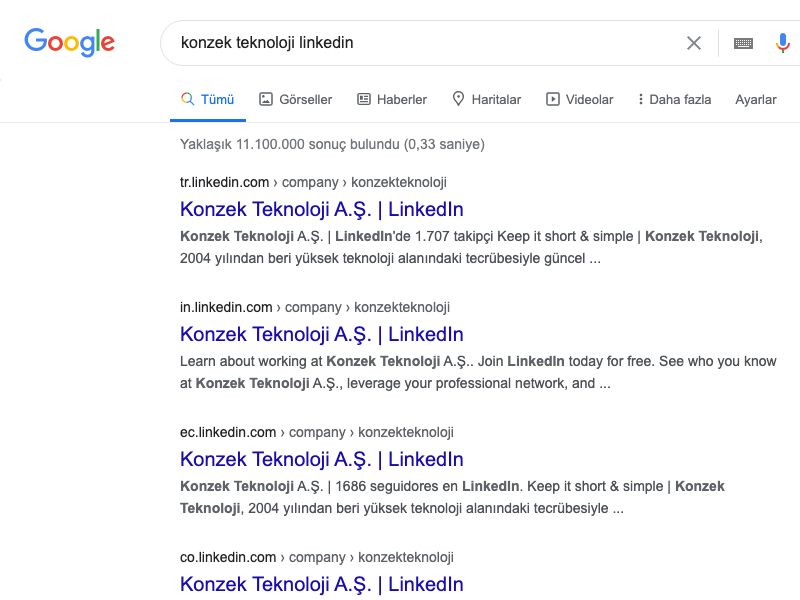 Google
konzek teknoloji linkedin
Tümü Görseller Haberler Haritalar Videolar Daha fazla Ayarlar
Yaklaşık 11.100.000 sonuç bulundu (0,33 saniye)
tr.linkedin.com › company › konzekteknoloji
Konzek Teknoloji A.Ş. | LinkedIn
Konzek Teknoloji A.Ş. | LinkedIn'de 1.707 takipçi Keep it short & simple | Konzek Teknoloji,
2004 yılından beri yüksek teknoloji alanındaki tecrübesiyle güncel ...
in.linkedin.com › company › konzekteknoloji
Konzek Teknoloji A.Ş. | LinkedIn
Learn about working at Konzek Teknoloji A.Ş.. Join LinkedIn today for free. See who you know
at Konzek Teknoloji A.Ş., leverage your professional network, and ...
ec.linkedin.com › company › konzekteknoloji
Konzek Teknoloji A.Ş. | LinkedIn
Konzek Teknoloji A.Ş. | 1686 seguidores en LinkedIn. Keep it short & simple | Konzek
Teknoloji, 2004 yılından beri yüksek teknoloji alanındaki tecrübesiyle ...
co.linkedin.com › company › konzekteknoloji
Konzek Teknoloji A.Ş. | LinkedIn